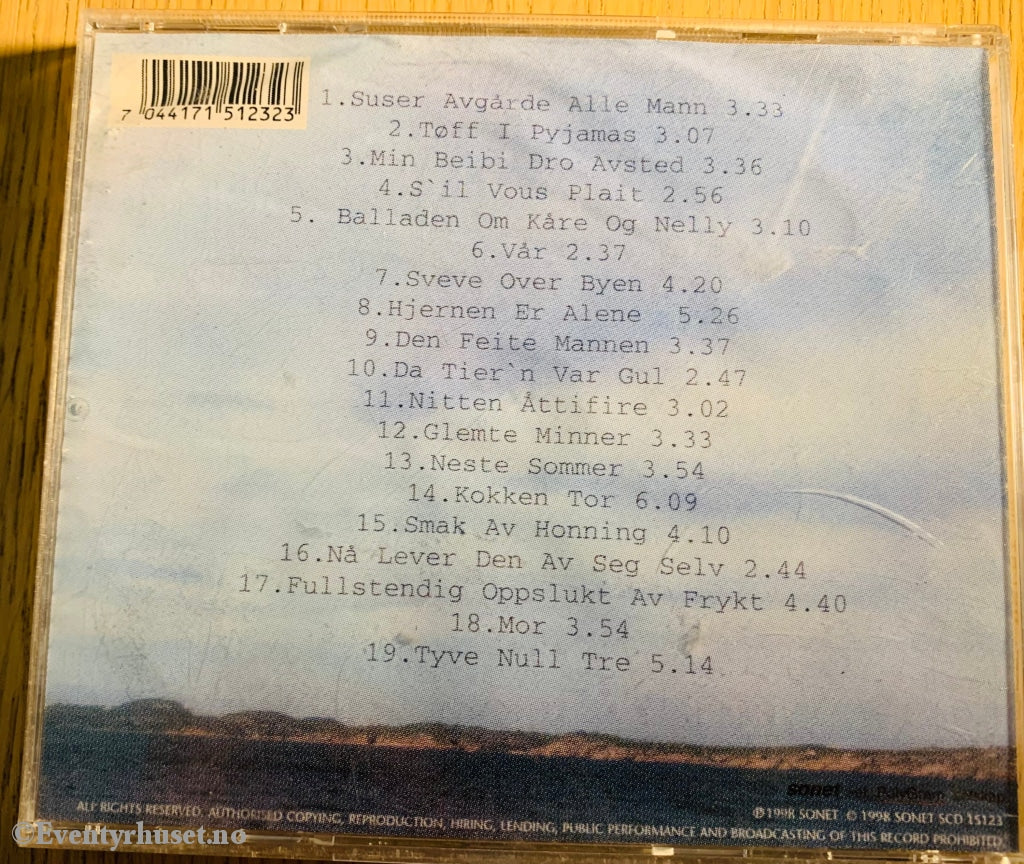 7 044171 512323
1.Suser Avgårde Alle Mann 3.33
2.Tøff I Pyjamas 3.07
3.Min Beibi Dro Avsted 3.36
4.S`il Vous Plait 2.56
5. Balladen Om Kåre Og Nelly 3.10
6.Vår 2.37
7.Sveve Over Byen 4.20
8.Hjernen Er Alene 5.26
9.Den Feite Mannen 3.37
10.Da Tier`n Var Gul 2.47
11.Nitten Åttifire 3.02
12.Glemte Minner 3.33
13.Neste Sommer 3.54
14.Kokken Tor 6.09
15.Smak Av Honning 4.10
16.Nå Lever Den Av Seg Selv 2.44
17.Fullstendig Oppslukt Av Frykt 4.40
18.Mor 3.54
19.Tyve Null Tre 5.14
sonet PolyGram
ALL RIGHTS RESERVED. AUTHORISED COPYING, REPRODUCTION, HIRING, LENDING, PUBLIC PERFORMANCE AND BROADCASTING OF THIS RECORD PROHIBITED.
℗ 1998 SONET © 1998 SONET SCD 15123
©Eventyrhuset.no